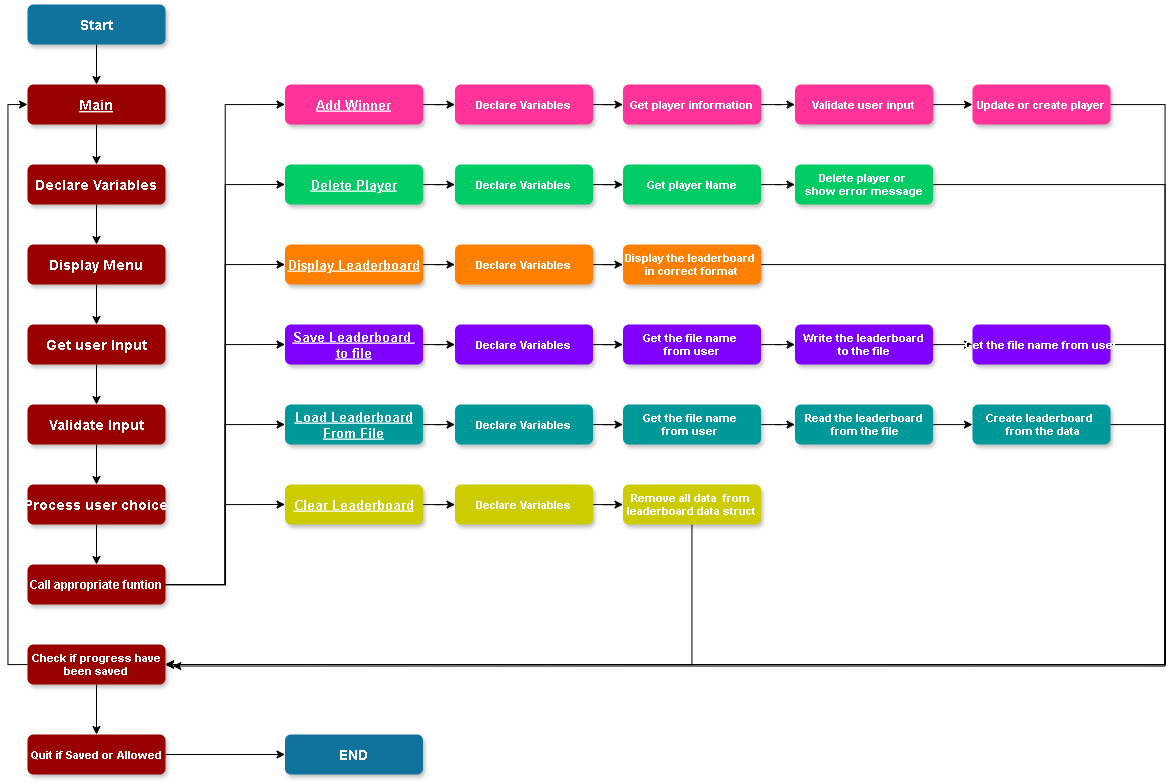 Start
Main
Add Winner
Declare Variables
Get player information
Validate user input
Update or create player
Declare Variables
Delete Player
Declare Variables
Get player Name
Delete player or
show error message
Display Menu
Display Leaderboard
Declare Variables
Display the leaderboard
in correct format
Get user Input
Save Leaderboard
to file
Declare Variables
Get the file name
from user
Write the leaderboard
to the file
Get the file name from user
Validate Input
Load Leaderboard
From File
Declare Variables
Get the file name
from user
Read the leaderboard
from the file
Create leaderboard
from the data
Process user choice
Clear Leaderboard
Declare Variables
Remove all data from
leaderboard data struct
Call appropriate funtion
Check if progress have
been saved
Quit if Saved or Allowed
END